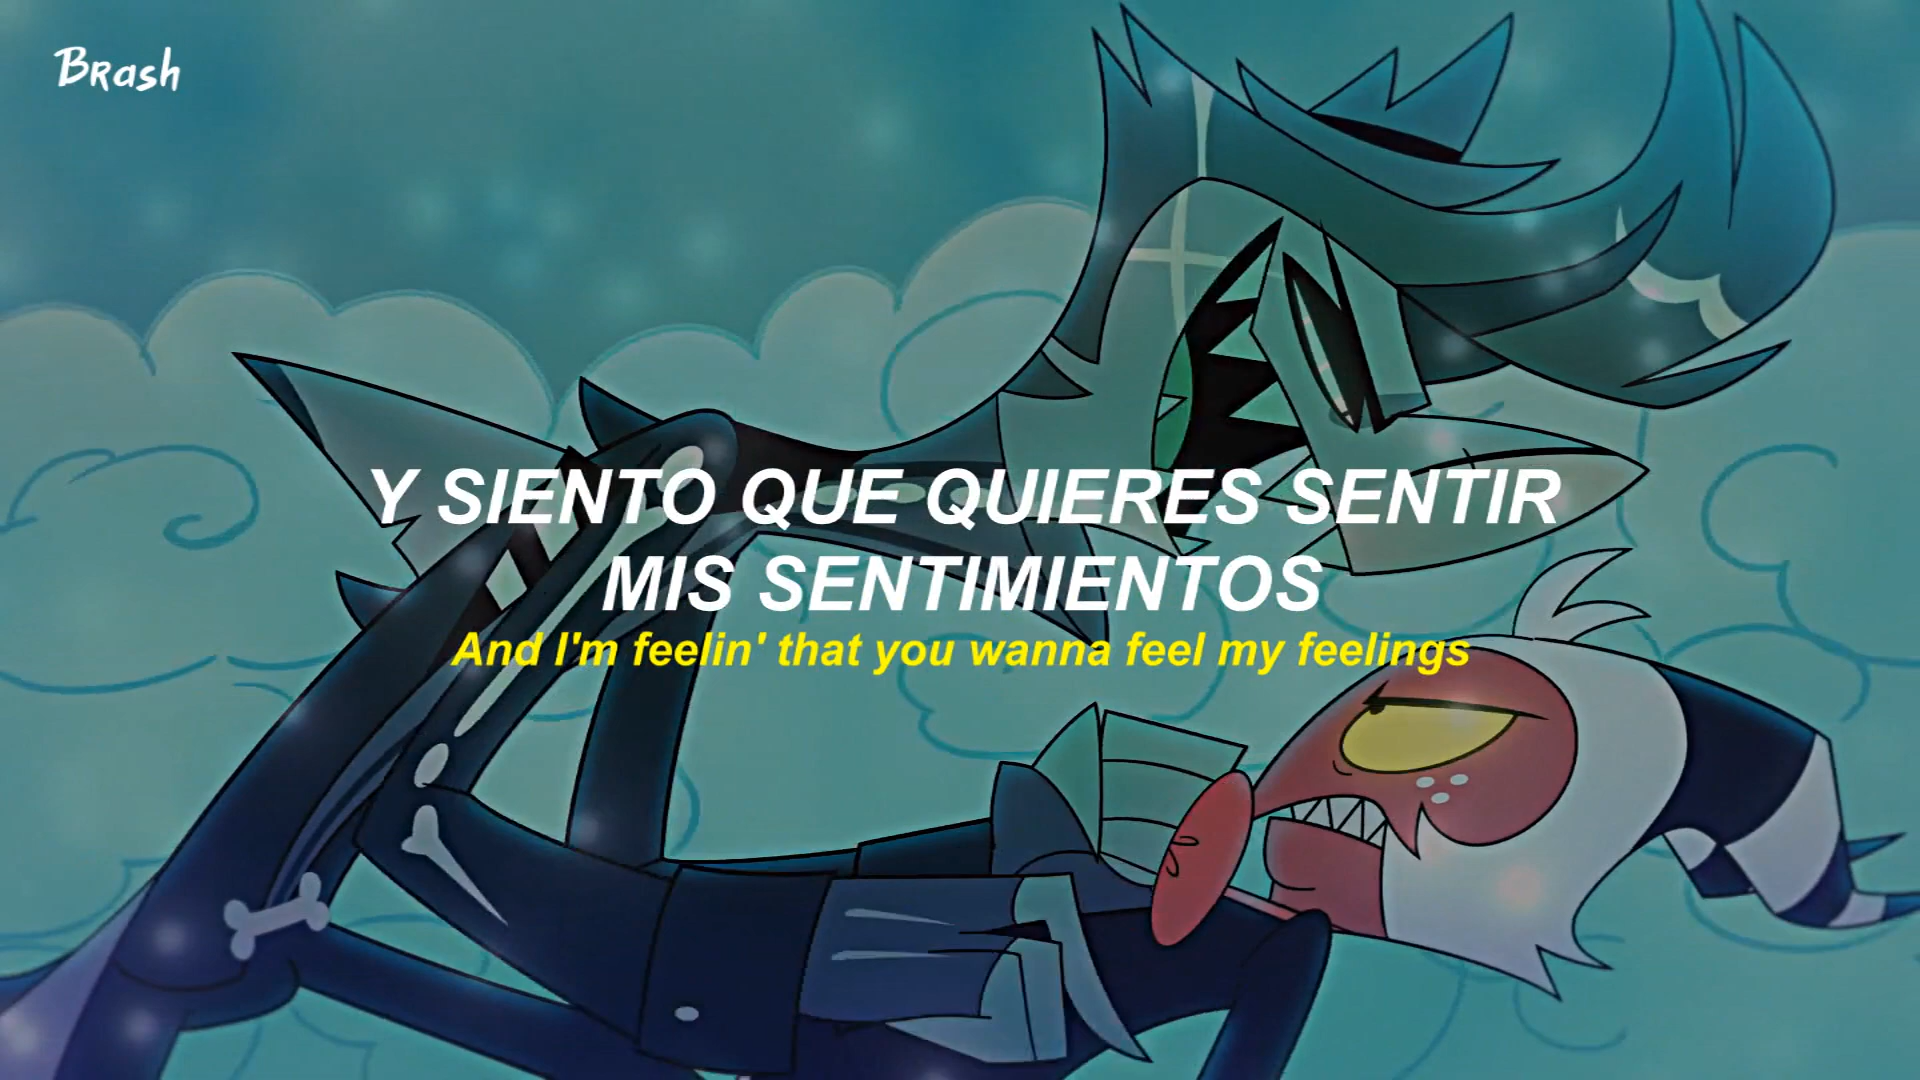 Brash
Y SIENTO QUE QUIERES SENTIR
MIS SENTIMIENTOS
And I'm feelin' that you wanna feel my feelings